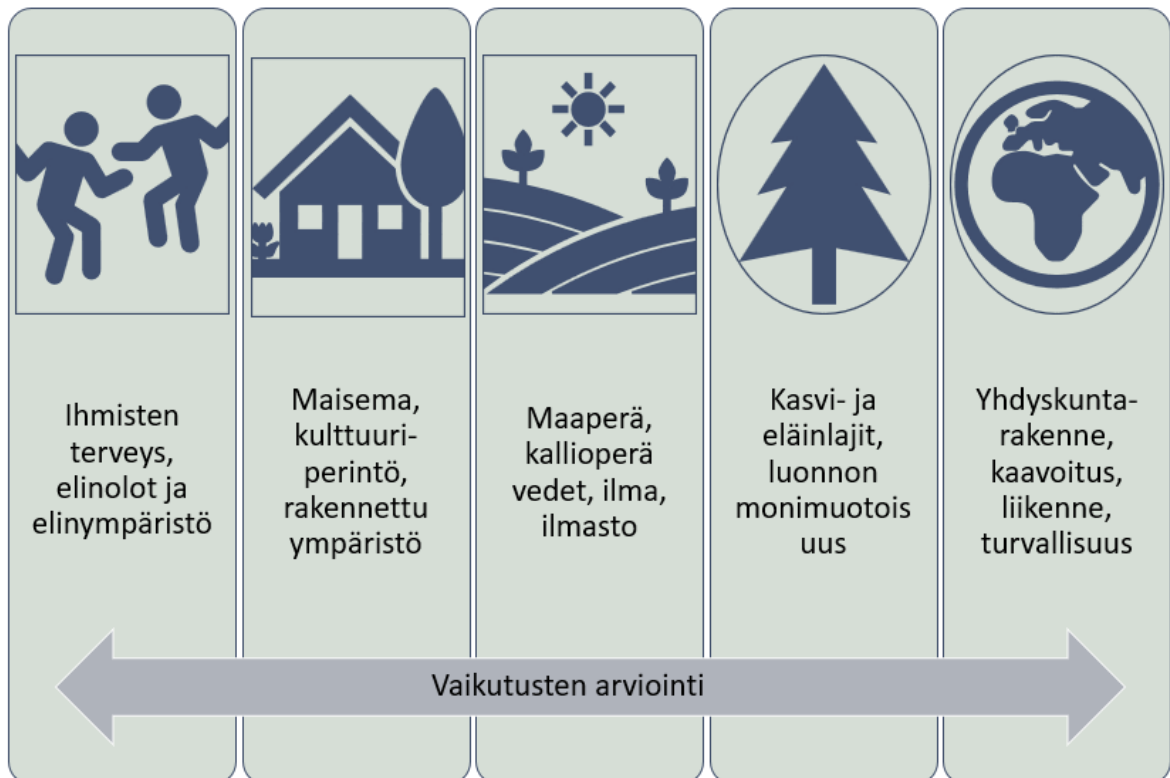 Ihmisten
terveys,
elinolot ja
elinympäristö
Maisema,
kulttuuri-
perintö,
rakennettu
ympäristö
Maaperä,
kallioperä
vedet, ilma,
ilmasto
Kasvi- ja
eläinlajit,
luonnon
monimuotois
uus
Yhdyskunta-
rakenne,
kaavoitus,
liikenne,
turvallisuus
Vaikutusten arviointi